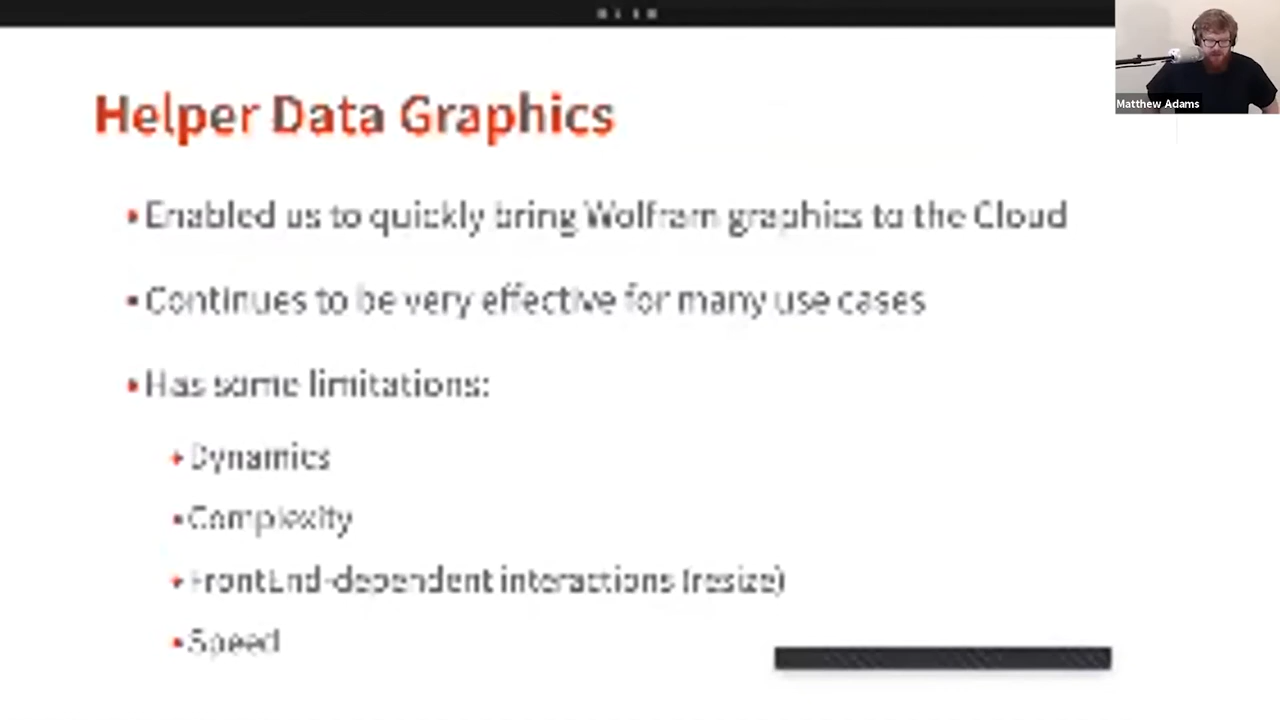 Helper Data Graphics
Matthew Adams
• Enabled us to quickly bring Wolfram graphics to the Cloud
• Continues to be very effective for many use cases
• Has some limitations:
• Dynamics
• Complexity
• FrontEnd-dependent interactions (resize)
• Speed